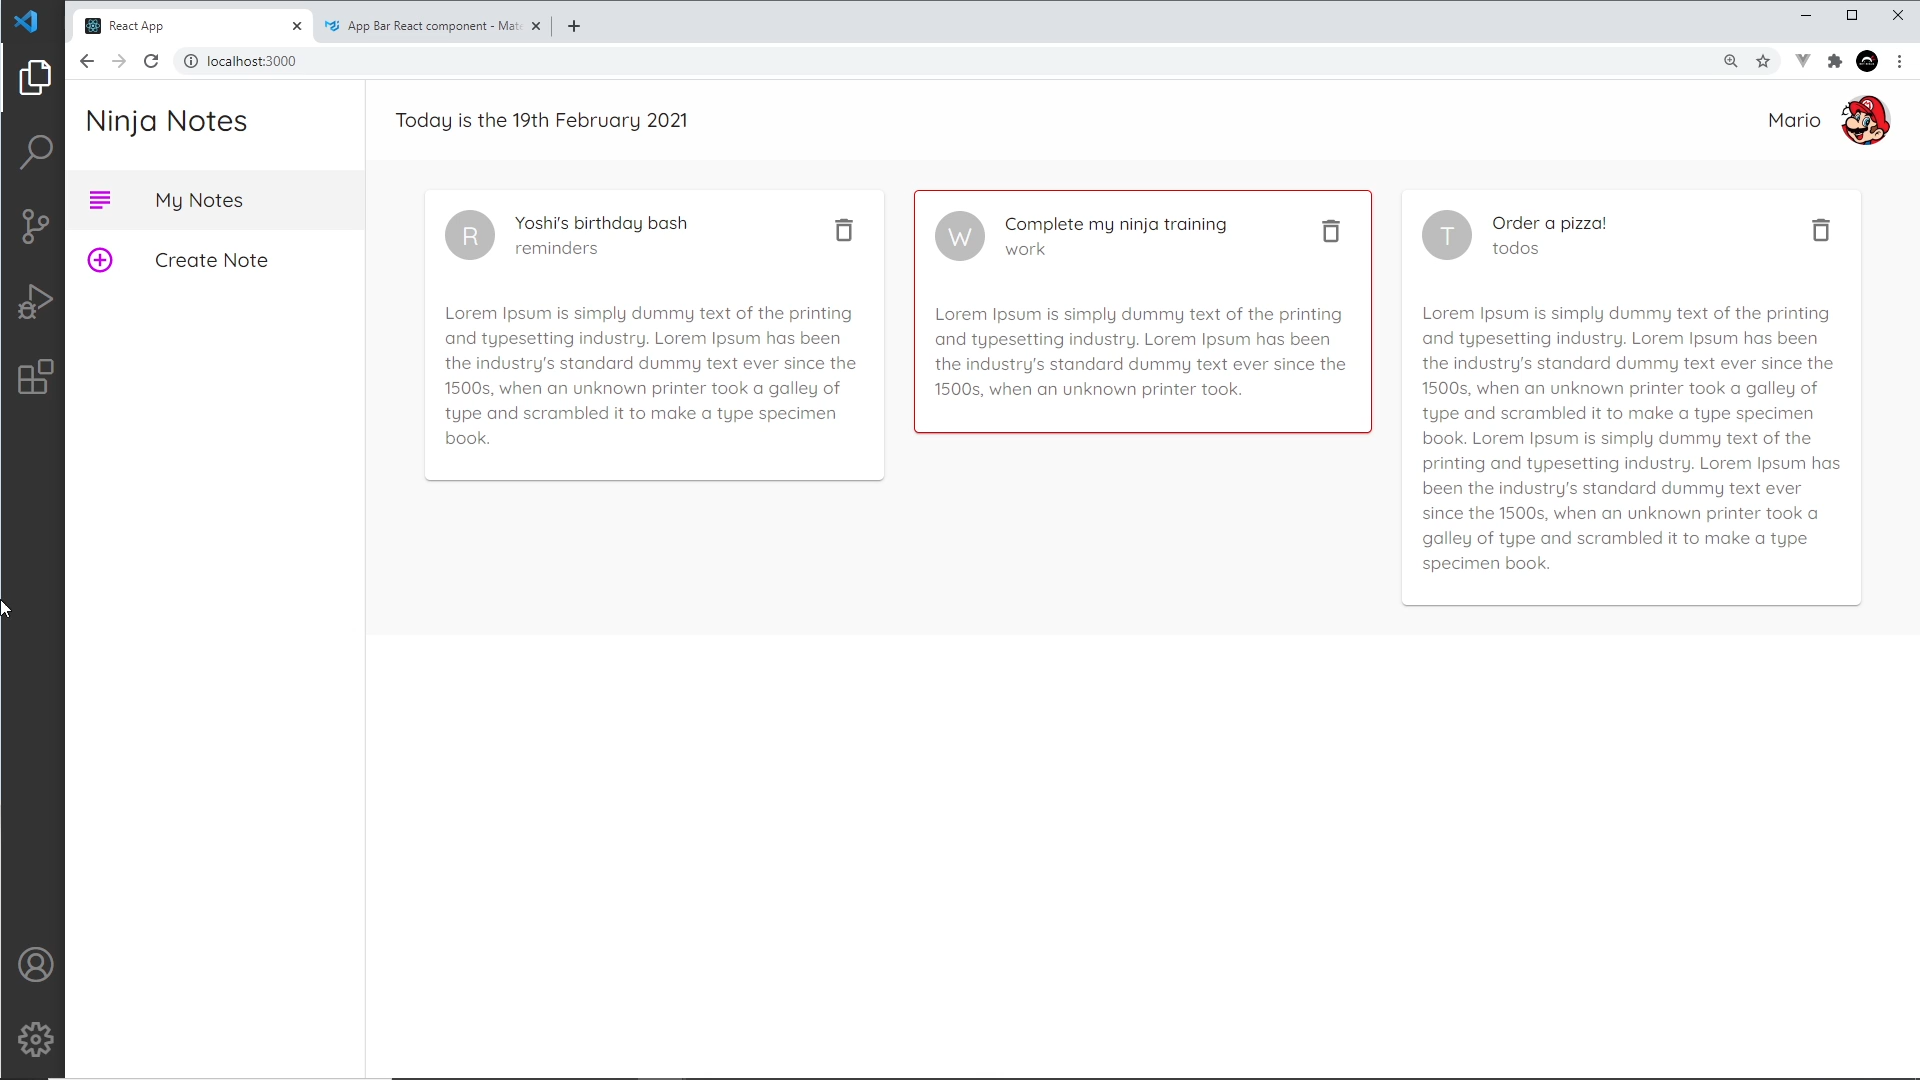 React App
App Bar React component - Mat
localhost:3000
Ninja Notes
Today is the 19th February 2021
Mario
My Notes
Create Note
R
Yoshi's birthday bash
reminders
Lorem Ipsum is simply dummy text of the printing
and typesetting industry. Lorem Ipsum has been
the industry's standard dummy text ever since the
1500s, when an unknown printer took a galley of
type and scrambled it to make a type specimen
book.
W
Complete my ninja training
work
Lorem Ipsum is simply dummy text of the printing
and typesetting industry. Lorem Ipsum has been
the industry's standard dummy text ever since the
1500s, when an unknown printer took.
T
Order a pizza!
todos
Lorem Ipsum is simply dummy text of the printing
and typesetting industry. Lorem Ipsum has been
the industry's standard dummy text ever since the
1500s, when an unknown printer took a galley of
type and scrambled it to make a type specimen
book. Lorem Ipsum is simply dummy text of the
printing and typesetting industry. Lorem Ipsum has
been the industry's standard dummy text ever
since the 1500s, when an unknown printer took a
galley of type and scrambled it to make a type
specimen book.